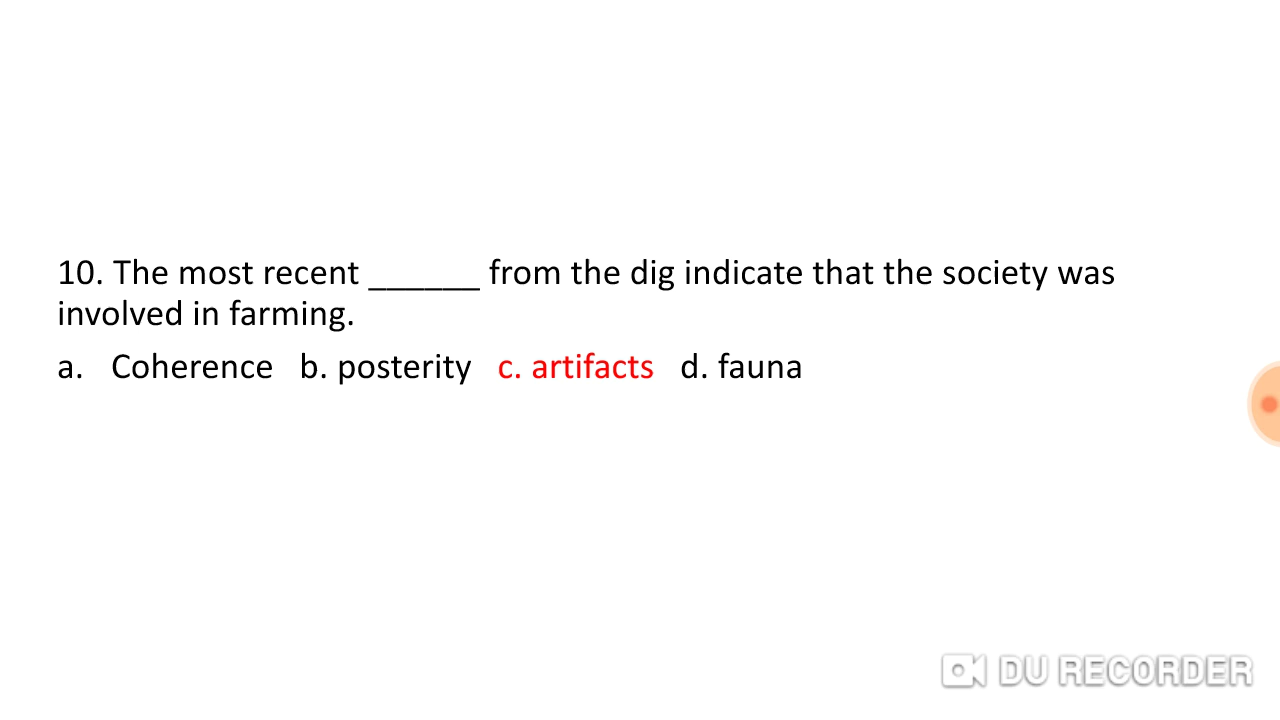 10. The most recent ______ from the dig indicate that the society was
involved in farming.
a. Coherence b. posterity c. artifacts d. fauna
DU RECORDER